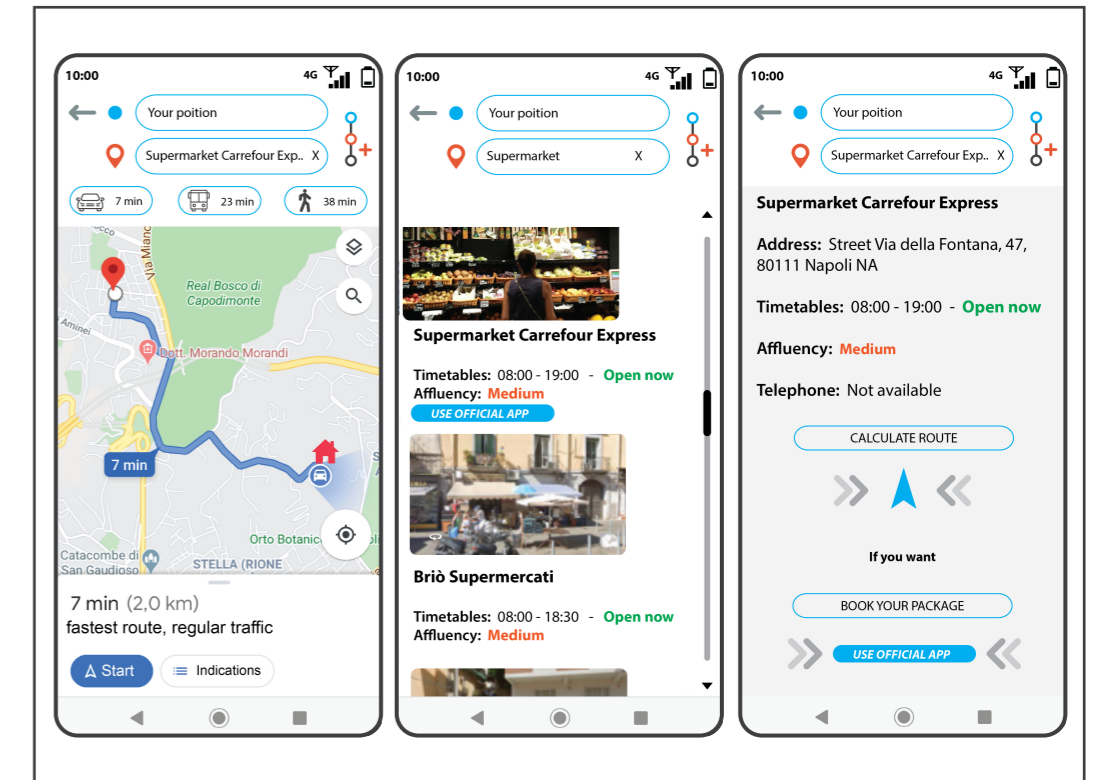 10:00 4G
Your poition
Supermarket Carrefour Exp.. X
7 min 23 min 38 min
cco
Via Mianc
Real Bosco di
Capodimonte
Aminei
Dott. Morando Morandi
7 min
S
Orto Botanic
oli
Catacombe di
San Gaudioso
STELLA (RIONE
7 min (2,0 km)
fastest route, regular traffic
Start Indications
10:00 4G
Your poition
Supermarket X
Supermarket Carrefour Express
Timetables: 08:00 - 19:00 - Open now
Affluency: Medium
USE OFFICIAL APP
Briò Supermercati
Timetables: 08:00 - 18:30 - Open now
Affluency: Medium
10:00 4G
Your poition
Supermarket Carrefour Exp.. X
Supermarket Carrefour Express
Address: Street Via della Fontana, 47,
80111 Napoli NA
Timetables: 08:00 - 19:00 - Open now
Affluency: Medium
Telephone: Not available
CALCULATE ROUTE
If you want
BOOK YOUR PACKAGE
USE OFFICIAL APP